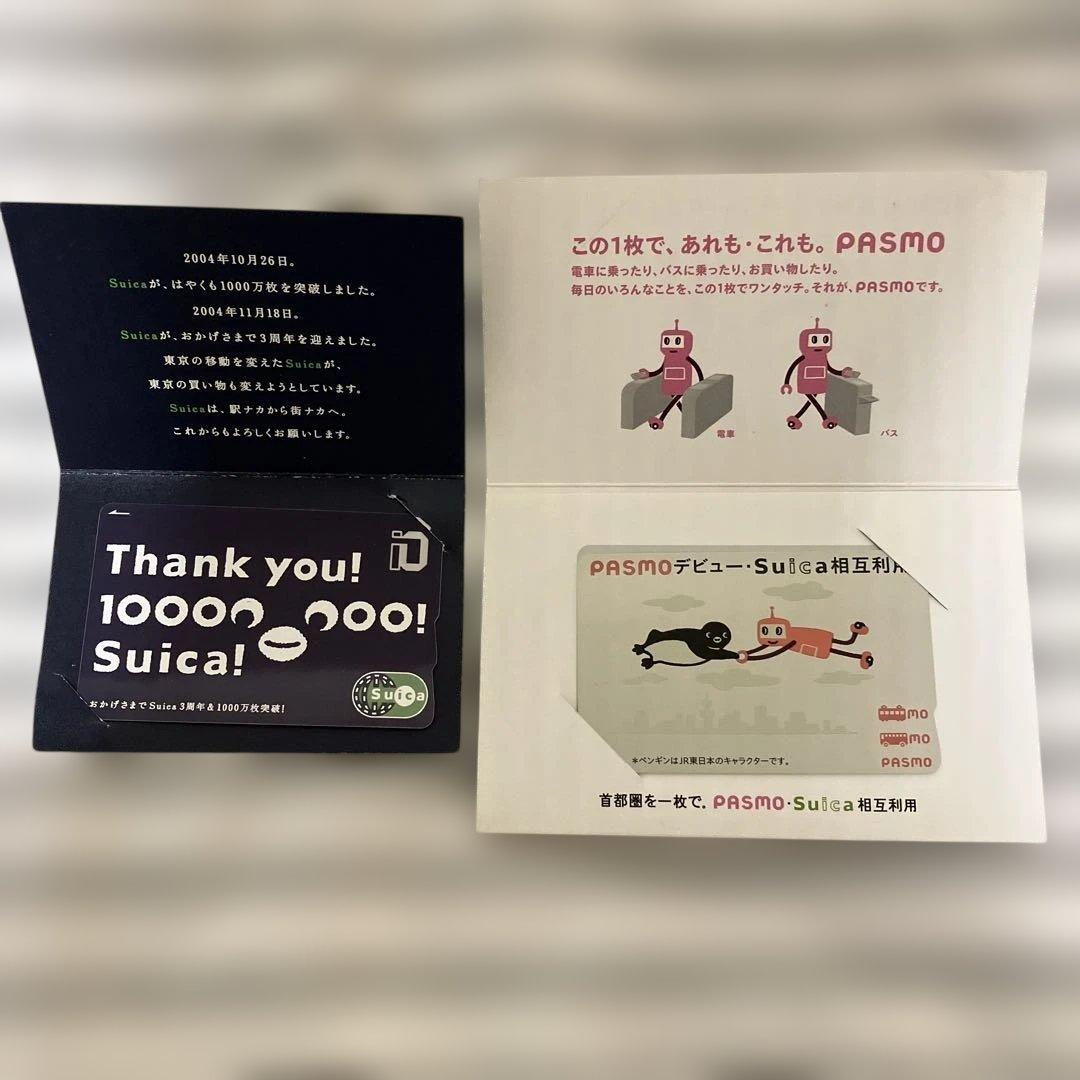 2004年10月26日。
Suicaが、はやくも1000万枚を突破しました。
2004年11月18日。
Suicaが、おかげさまで3周年を迎えました。
東京の移動を変えたSuicaが、
東京の買い物も変えようとしています。
Suicaは、駅ナカから街ナカへ。
これからもよろしくお願いします。
Thank you!
10000000!
Suica!
Suica
おかげさまでSuica 3周年&1000万枚突破!
この1枚で、あれも・これも。PASMO
電車に乗ったり、バスに乗ったり、お買い物したり。
毎日のいろんなことを、この1枚でワンタッチ。それが、PASMOです。
電車
バス
PASMOデビュー・Suica相互利用
MO
MO
PASMO
*ペンギンはJR東日本のキャラクターです。
首都圏を一枚で。PASMO・Suica相互利用